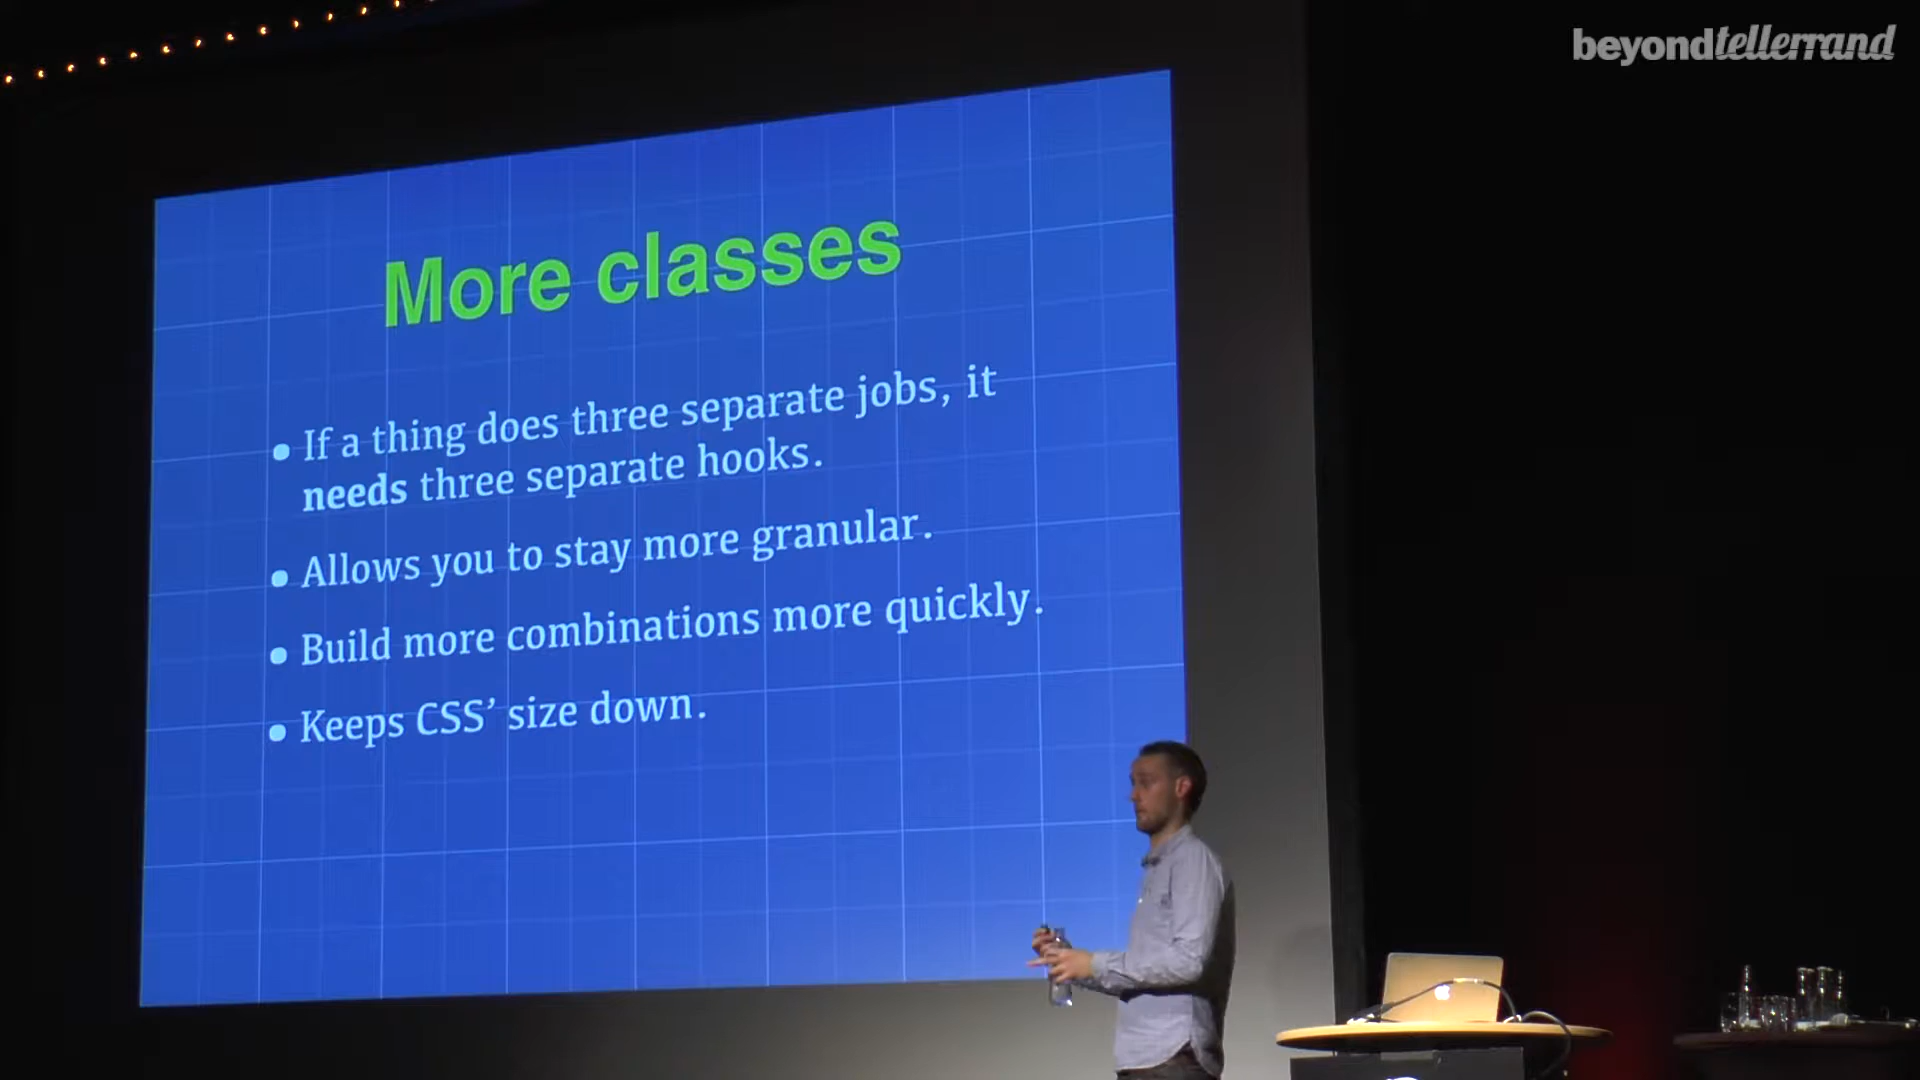 beyondtellerrand
More classes
• If a thing does three separate jobs, it
needs three separate hooks.
• Allows you to stay more granular.
• Build more combinations more quickly.
• Keeps CSS’ size down.